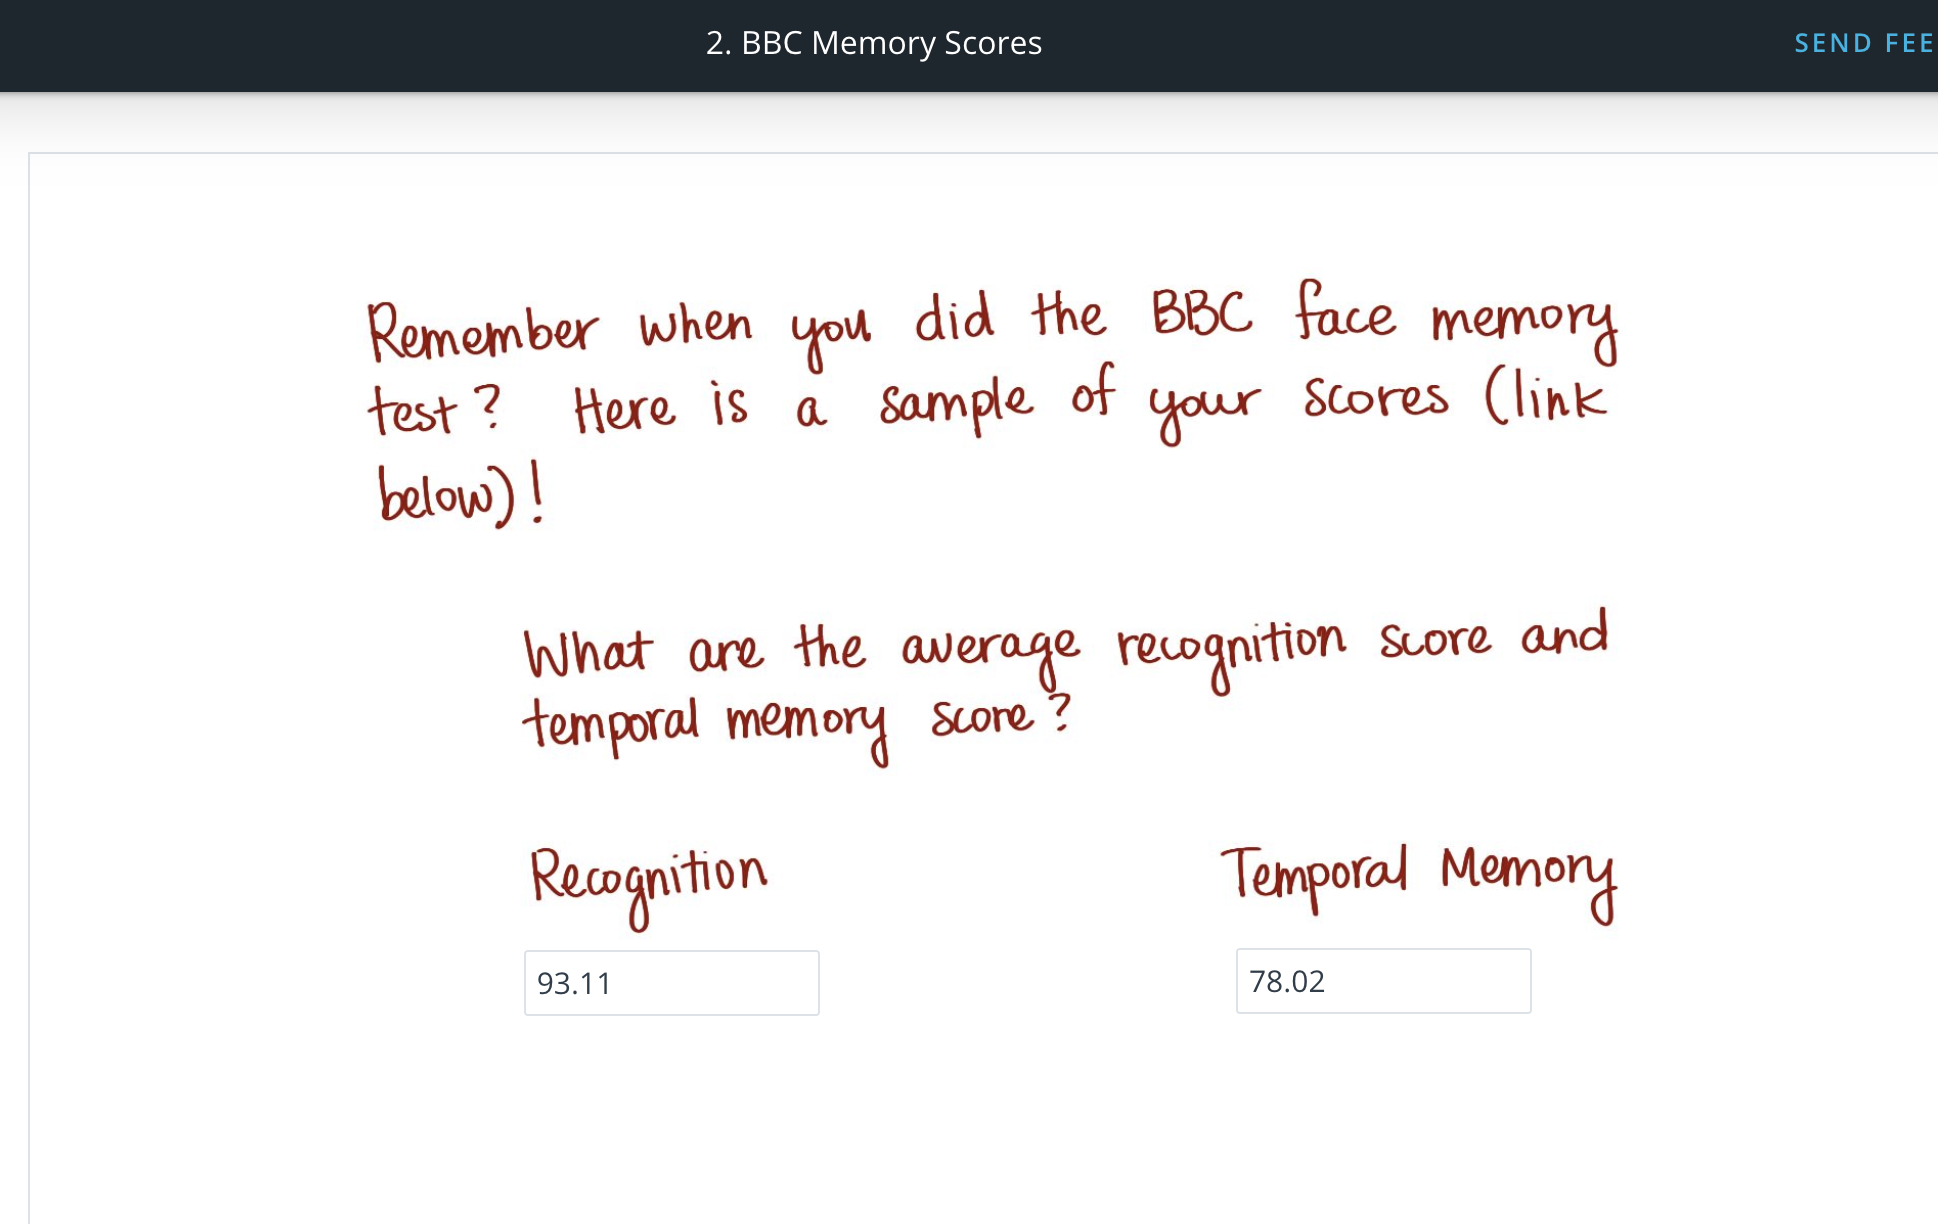 2. BBC Memory Scores
SEND FEE
Remember when you did the BBC face memory
test? Here is a sample of your scores (link
below)!
What are the average recognition score and
temporal memory score?
Recognition
Temporal Memory
93.11
78.02